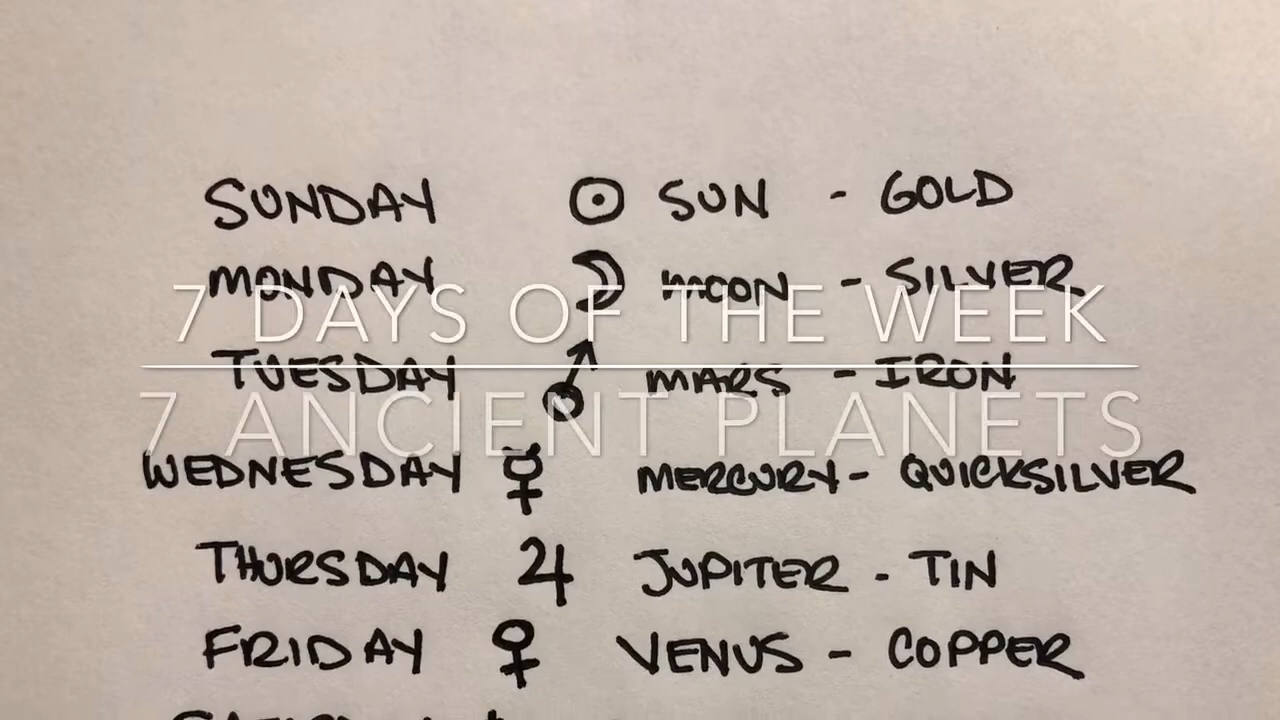 SUNDAY ☉ SUN - GOLD
MONDAY ☽ MOON - SILVER
7 DAYS OF THE WEEK
TUESDAY ♂ MARS - IRON
7 ANCIENT PLANETS
WEDNESDAY ☿ MERCURY - QUICKSILVER
THURSDAY ♃ JUPITER - TIN
FRIDAY ♀ VENUS - COPPER